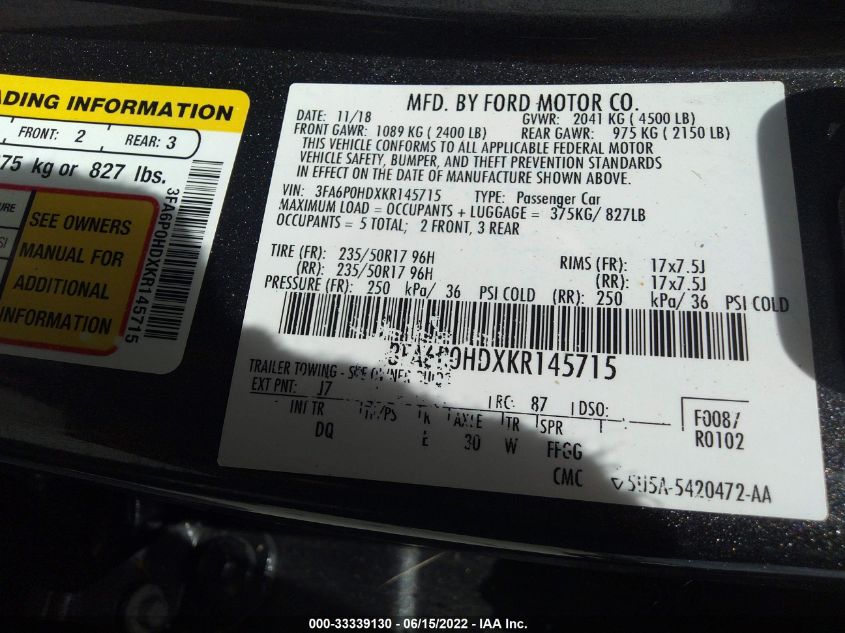 ADING INFORMATION
FRONT: 2 REAR: 3
75 kg or 827 lbs.
SEE OWNERS
MANUAL FOR
ADDITIONAL
INFORMATION
3FA6P0HDXKR145715
MFD. BY FORD MOTOR CO.
DATE: 11/18 GVWR: 2041 KG ( 4500 LB)
FRONT GAWR: 1089 KG ( 2400 LB) REAR GAWR: 975 KG ( 2150 LB)
THIS VEHICLE CONFORMS TO ALL APPLICABLE FEDERAL MOTOR
VEHICLE SAFETY, BUMPER, AND THEFT PREVENTION STANDARDS
IN EFFECT ON THE DATE OF MANUFACTURE SHOWN ABOVE.
VIN: 3FA6P0HDXKR145715 TYPE: Passenger Car
MAXIMUM LOAD = OCCUPANTS + LUGGAGE = 375KG/ 827LB
OCCUPANTS = 5 TOTAL; 2 FRONT, 3 REAR
TIRE (FR): 235/50R17 96H RIMS (FR): 17x7.5J
(RR): 235/50R17 96H (RR): 17x7.5J
PRESSURE (FR): 250 kPa/ 36 PSI COLD (RR): 250 kPa/ 36 PSI COLD
3FA6P0HDXKR145715
TRAILER TOWING - SEE OWNER
EXT PNT: J7 RC: 87 DSO:
INT TR TP/PS R AXLE TR SPR
DQ E 30 W FFGG
F0087
R0102
CMC 5U5A-5420472-AA
000-33339130 - 06/15/2022 - IAA Inc.